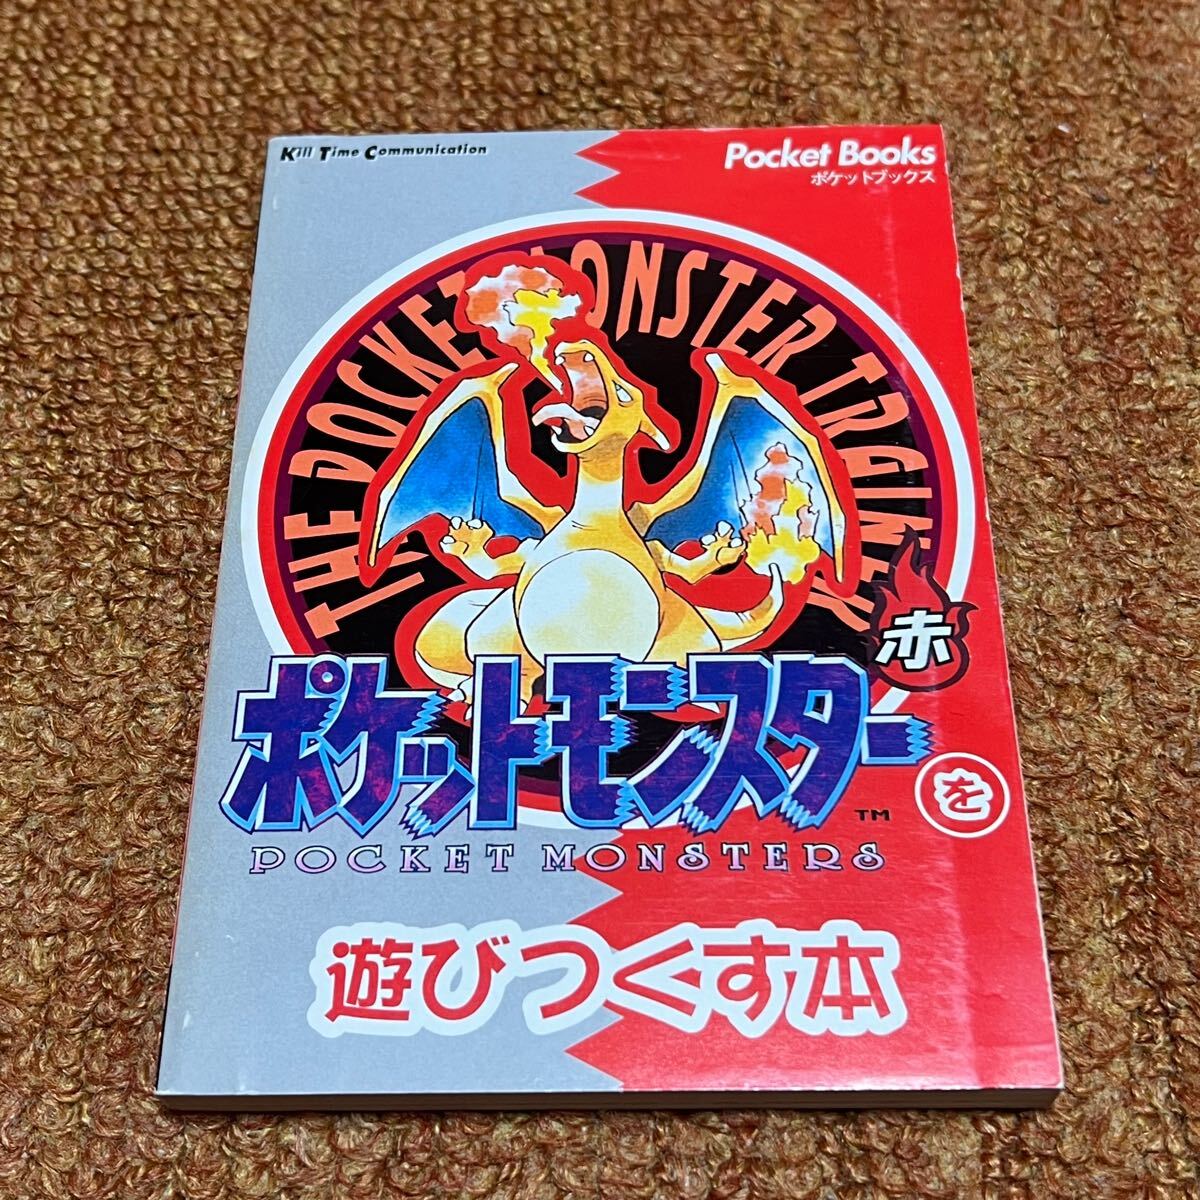 Kill Time Communication
Pocket Books
ポケットブックス
THE POCKET MONSTER TRAINER
赤
ポケットモンスター
を
TM
POCKET MONSTERS
遊びつくす本